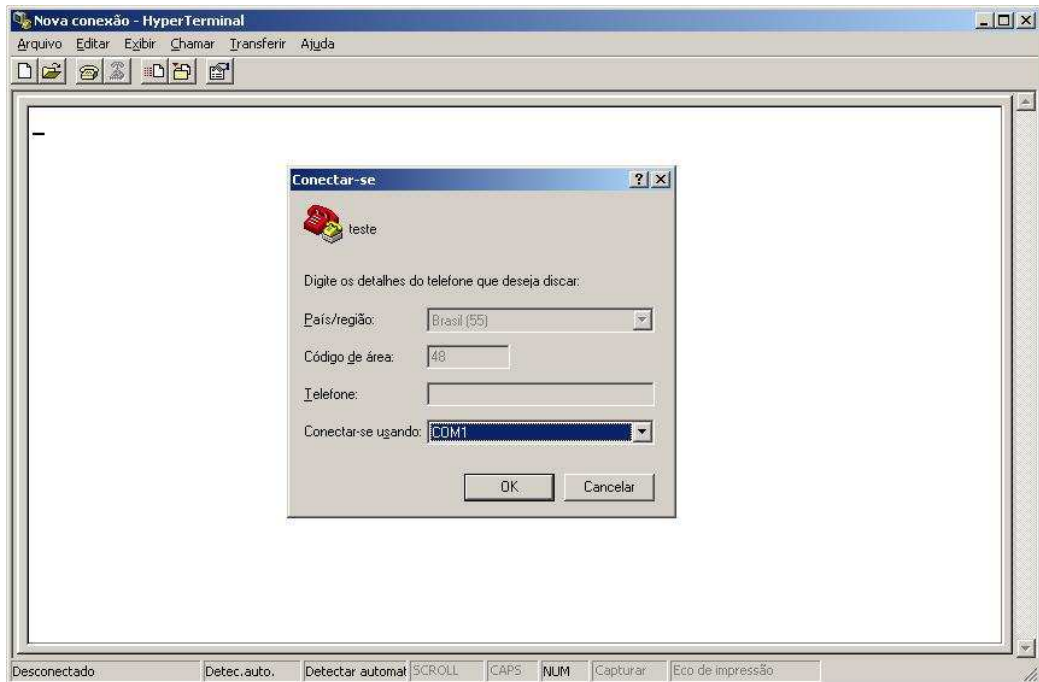 Nova conexão - HyperTerminal
Arquivo Editar Exibir Chamar Transferir Ajuda
Conectar-se
teste
Digite os detalhes do telefone que deseja discar:
País/região: Brasil (55)
Código de área: 48
Telefone:
Conectar-se usando: COM1
OK Cancelar
Desconectado Detec.auto. Detectar automat SCROLL CAPS NUM Capturar Eco de impressão